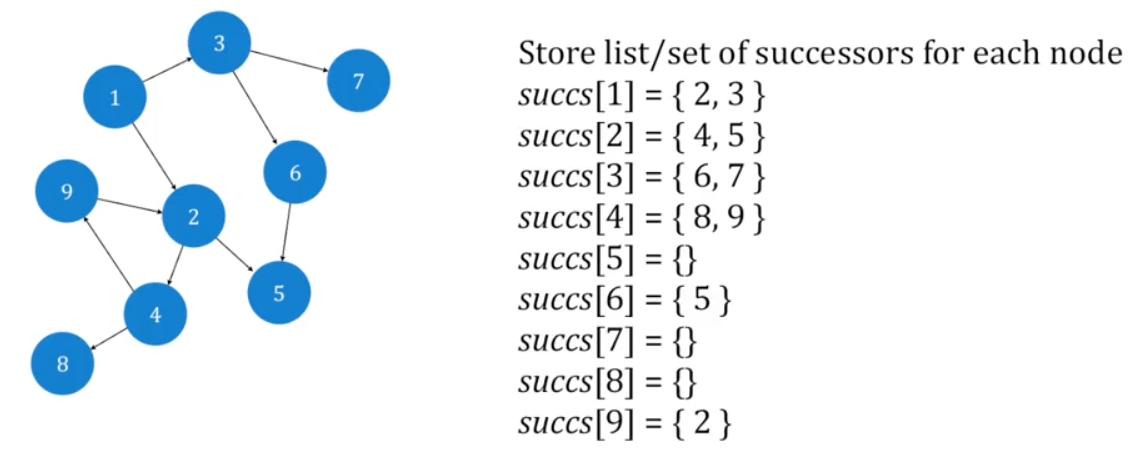 3
7
1
6
9
2
5
4
8
Store list/set of successors for each node
succs[1] = { 2, 3 }
succs[2] = { 4, 5 }
succs[3] = { 6, 7 }
succs[4] = { 8, 9 }
succs[5] = {}
succs[6] = { 5 }
succs[7] = {}
succs[8] = {}
succs[9] = { 2 }